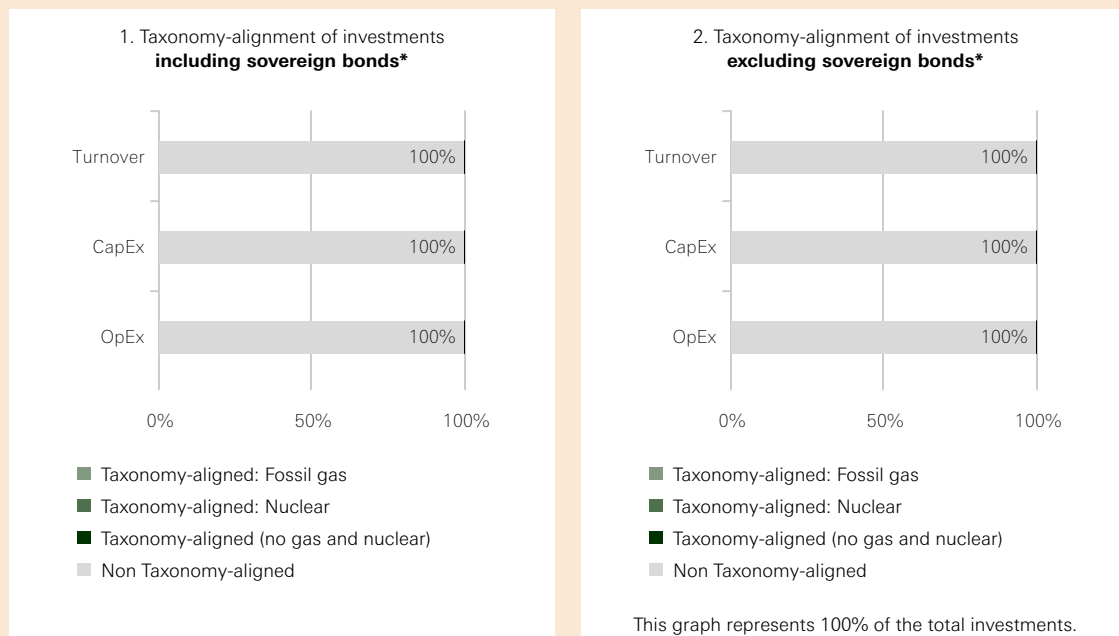 1. Taxonomy-alignment of investments
including sovereign bonds*
Turnover
100%
CapEx
100%
OpEx
100%
0%
50%
100%
Taxonomy-aligned: Fossil gas
Taxonomy-aligned: Nuclear
Taxonomy-aligned (no gas and nuclear)
Non Taxonomy-aligned
2. Taxonomy-alignment of investments
excluding sovereign bonds*
Turnover
100%
CapEx
100%
OpEx
100%
0%
50%
100%
Taxonomy-aligned: Fossil gas
Taxonomy-aligned: Nuclear
Taxonomy-aligned (no gas and nuclear)
Non Taxonomy-aligned
This graph represents 100% of the total investments.